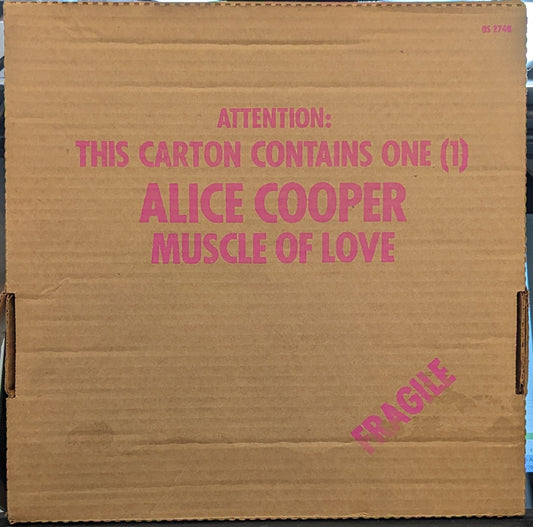 BS 2748
ATTENTION:
THIS CARTON CONTAINS ONE (1)
ALICE COOPER
MUSCLE OF LOVE
FRAGILE